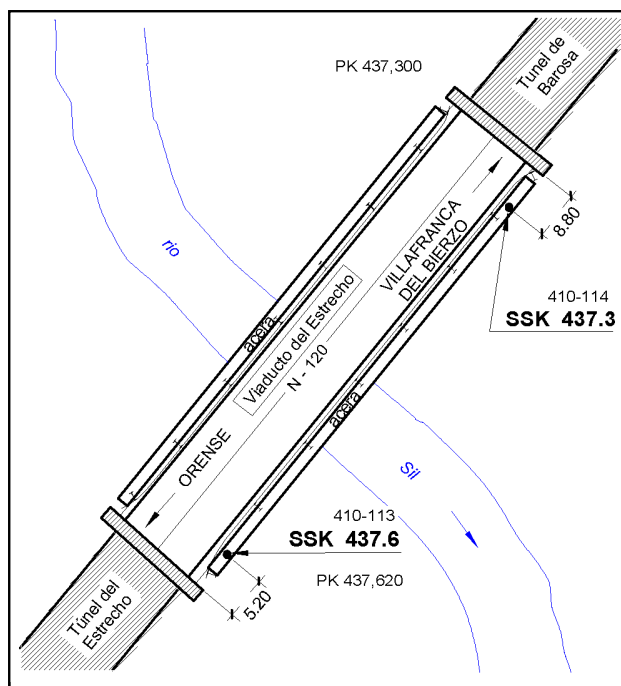 PK 437,300
Tunel de
Barosa
rio
acera
Viaducto del Estrecho
N - 120
VILLAFRANCA
DEL BIERZO
8.80
410-114
SSK 437.3
ORENSE
acera
Sil
410-113
SSK 437.6
PK 437,620
5.20
Túnel del
Estrecho